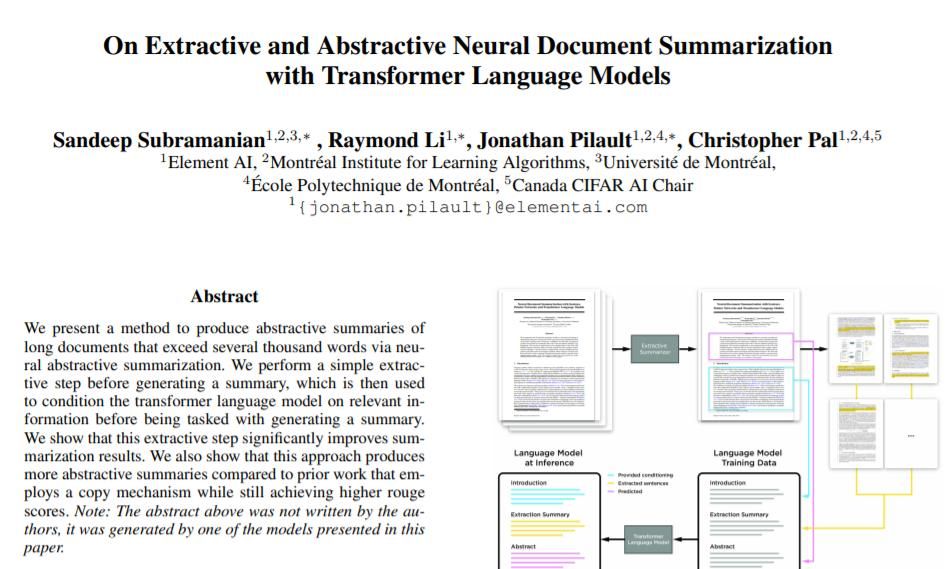 On Extractive and Abstractive Neural Document Summarization
with Transformer Language Models
Sandeep Subramanian1,2,3,∗ , Raymond Li1,∗, Jonathan Pilault1,2,4,∗, Christopher Pal1,2,4,5
1Element AI, 2Montréal Institute for Learning Algorithms, 3Université de Montréal,
4École Polytechnique de Montréal, 5Canada CIFAR AI Chair
1{jonathan.pilault}@elementai.com
Abstract
We present a method to produce abstractive summaries of
long documents that exceed several thousand words via neu-
ral abstractive summarization. We perform a simple extrac-
tive step before generating a summary, which is then used
to condition the transformer language model on relevant in-
formation before being tasked with generating a summary.
We show that this extractive step significantly improves sum-
marization results. We also show that this approach produces
more abstractive summaries compared to prior work that em-
ploys a copy mechanism while still achieving higher rouge
scores. Note: The abstract above was not written by the au-
thors, it was generated by one of the models presented in this
paper.
Extractive
Summarizer
Language Model
at Inference
Introduction
Extraction Summary
Abstract
Provided conditioning
Extracted sentences
Predicted
Transformer
Language Model
Language Model
Training Data
Introduction
Extraction Summary
Abstract
...